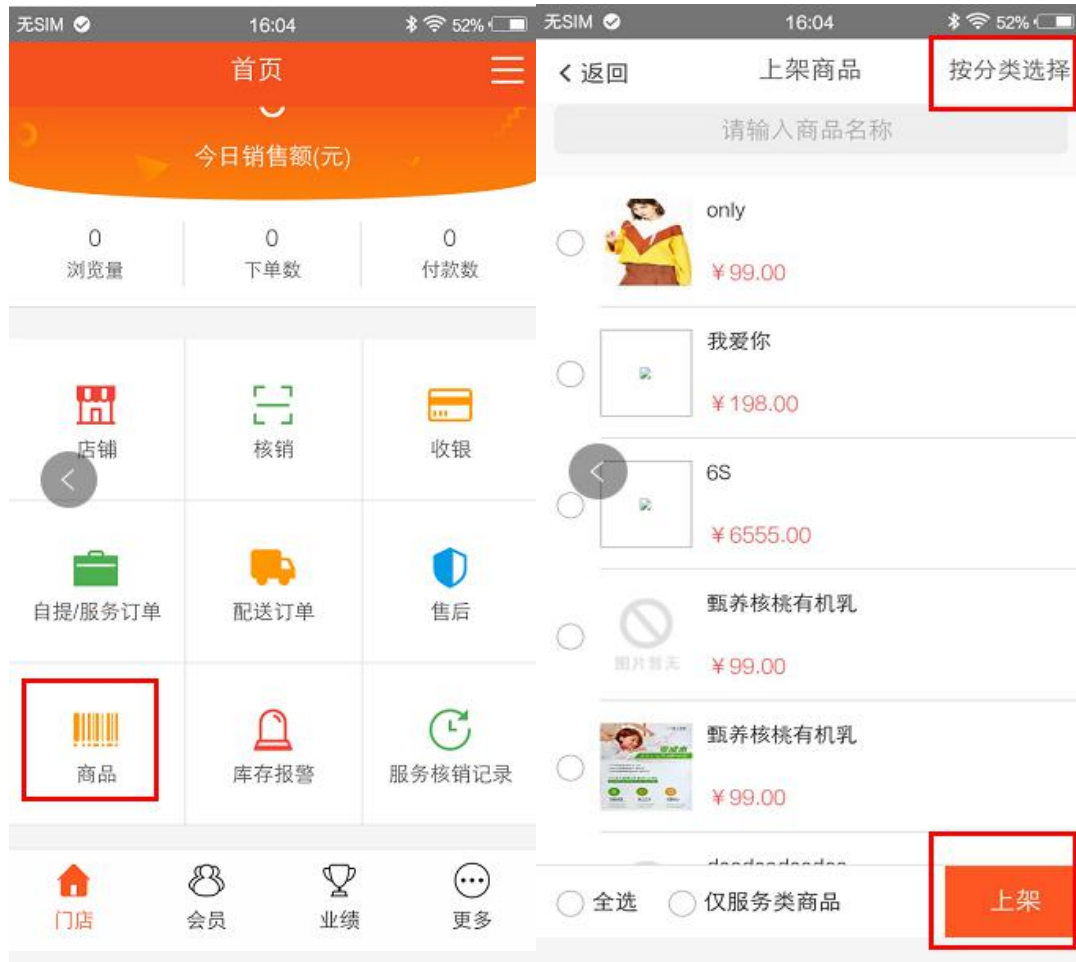 无SIM 16:04 52%
首页
今日销售额(元)
0 0 0
浏览量 下单数 付款数
店铺 核销 收银
自提/服务订单 配送订单 售后
商品 库存报警 服务核销记录
门店 会员 业绩 更多
无SIM 16:04 52%
返回 上架商品 按分类选择
请输入商品名称
only
¥99.00
我爱你
¥198.00
6S
¥6555.00
甄养核桃有机乳
图片暂无
¥99.00
甄养核桃有机乳
¥99.00
全选 仅服务类商品 上架